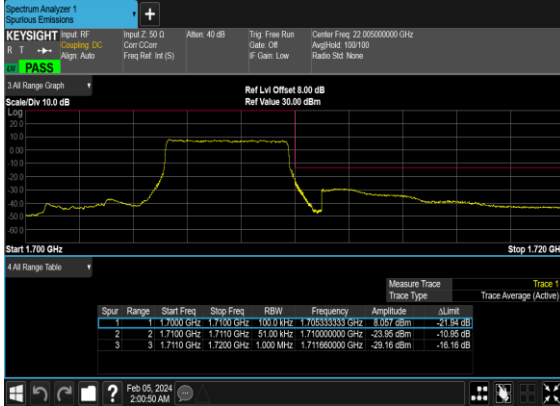 Spectrum Analyzer 1
Spurious Emissions
+
KEYSIGHT Input: RF Input Z: 50 Ω Atten: 40 dB Trig: Free Run Center Freq: 22.005000000 GHz
R T Coupling: DC Corr CCorr Gate: Off Avg|Hold: 100/100
Align: Auto Freq Ref: Int (S) IF Gain: Low Radio Std: None
LXI PASS
3 All Range Graph
Ref Lvl Offset 8.00 dB
Scale/Div 10.0 dB Ref Value 30.00 dBm
Log
20.0
10.0
0.00
-10.0
-20.0
-30.0
-40.0
-50.0
-60.0
Start 1.700 GHz Stop 1.720 GH
4 All Range Table
Measure Trace Trace 1
Trace Type Trace Average (Active)
Spur Range Start Freq Stop Freq RBW Frequency Amplitude ΔLimit
1 1 1.7000 GHz 1.7100 GHz 100.0 kHz 1.705333333 GHz 8.057 dBm -21.94 dB
2 2 1.7100 GHz 1.7110 GHz 51.00 kHz 1.710000000 GHz -23.95 dBm -10.95 dB
3 3 1.7110 GHz 1.7200 GHz 1.000 MHz 1.711660000 GHz -29.16 dBm -16.16 dB
? Feb 05, 2024
2:00:50 AM